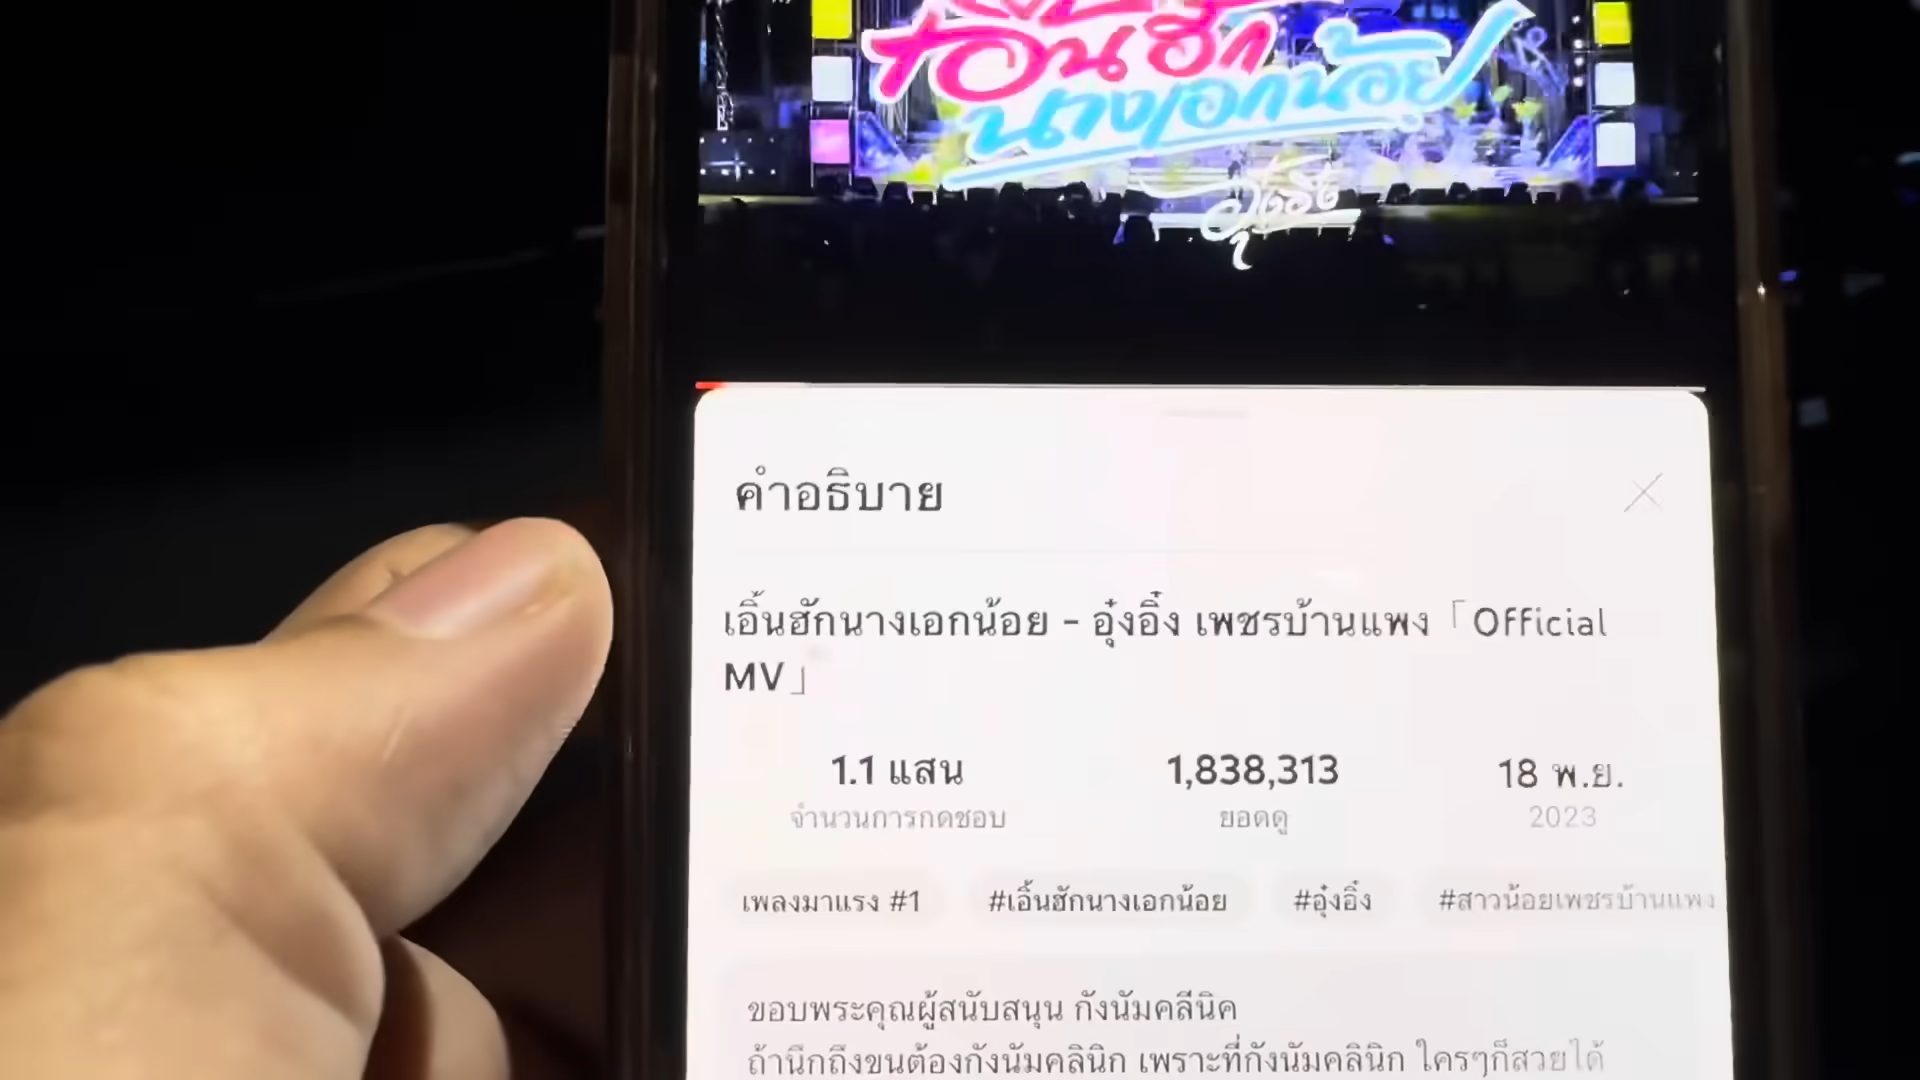 เอิ้นฮัก
นางเอกน้อย
คำอธิบาย
เอิ้นฮักนางเอกน้อย - อุ๋งอิ๋ง เพชรบ้านแพง「Official
MV」
1.1 แสน 1,838,313 18 พ.ย.
จำนวนการกดชอบ ยอดดู 2023
เพลงมาแรง #1 #เอิ้นฮักนางเอกน้อย #อุ๋งอิ๋ง #สาวน้อยเพชรบ้านแพง
ขอบพระคุณผู้สนับสนุน กังนัมคลีนิค
ถ้านึกถึงขนต้องกังนัมคลินิก เพราะที่กังนัมคลินิก ใครๆก็สวยได้